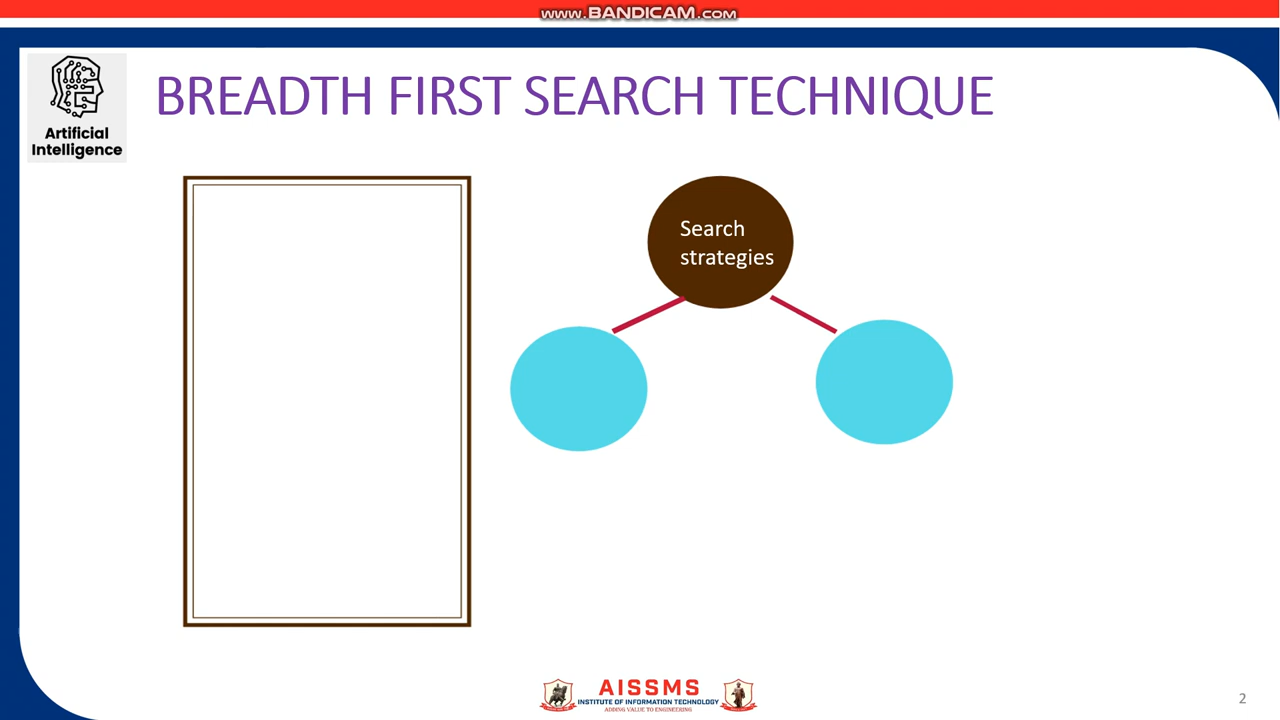 www.BANDICAM.com
Artificial
Intelligence
BREADTH FIRST SEARCH TECHNIQUE
Search
strategies
AISSMS
INSTITUTE OF INFORMATION TECHNOLOGY
ADDING VALUE TO ENGINEERING
2